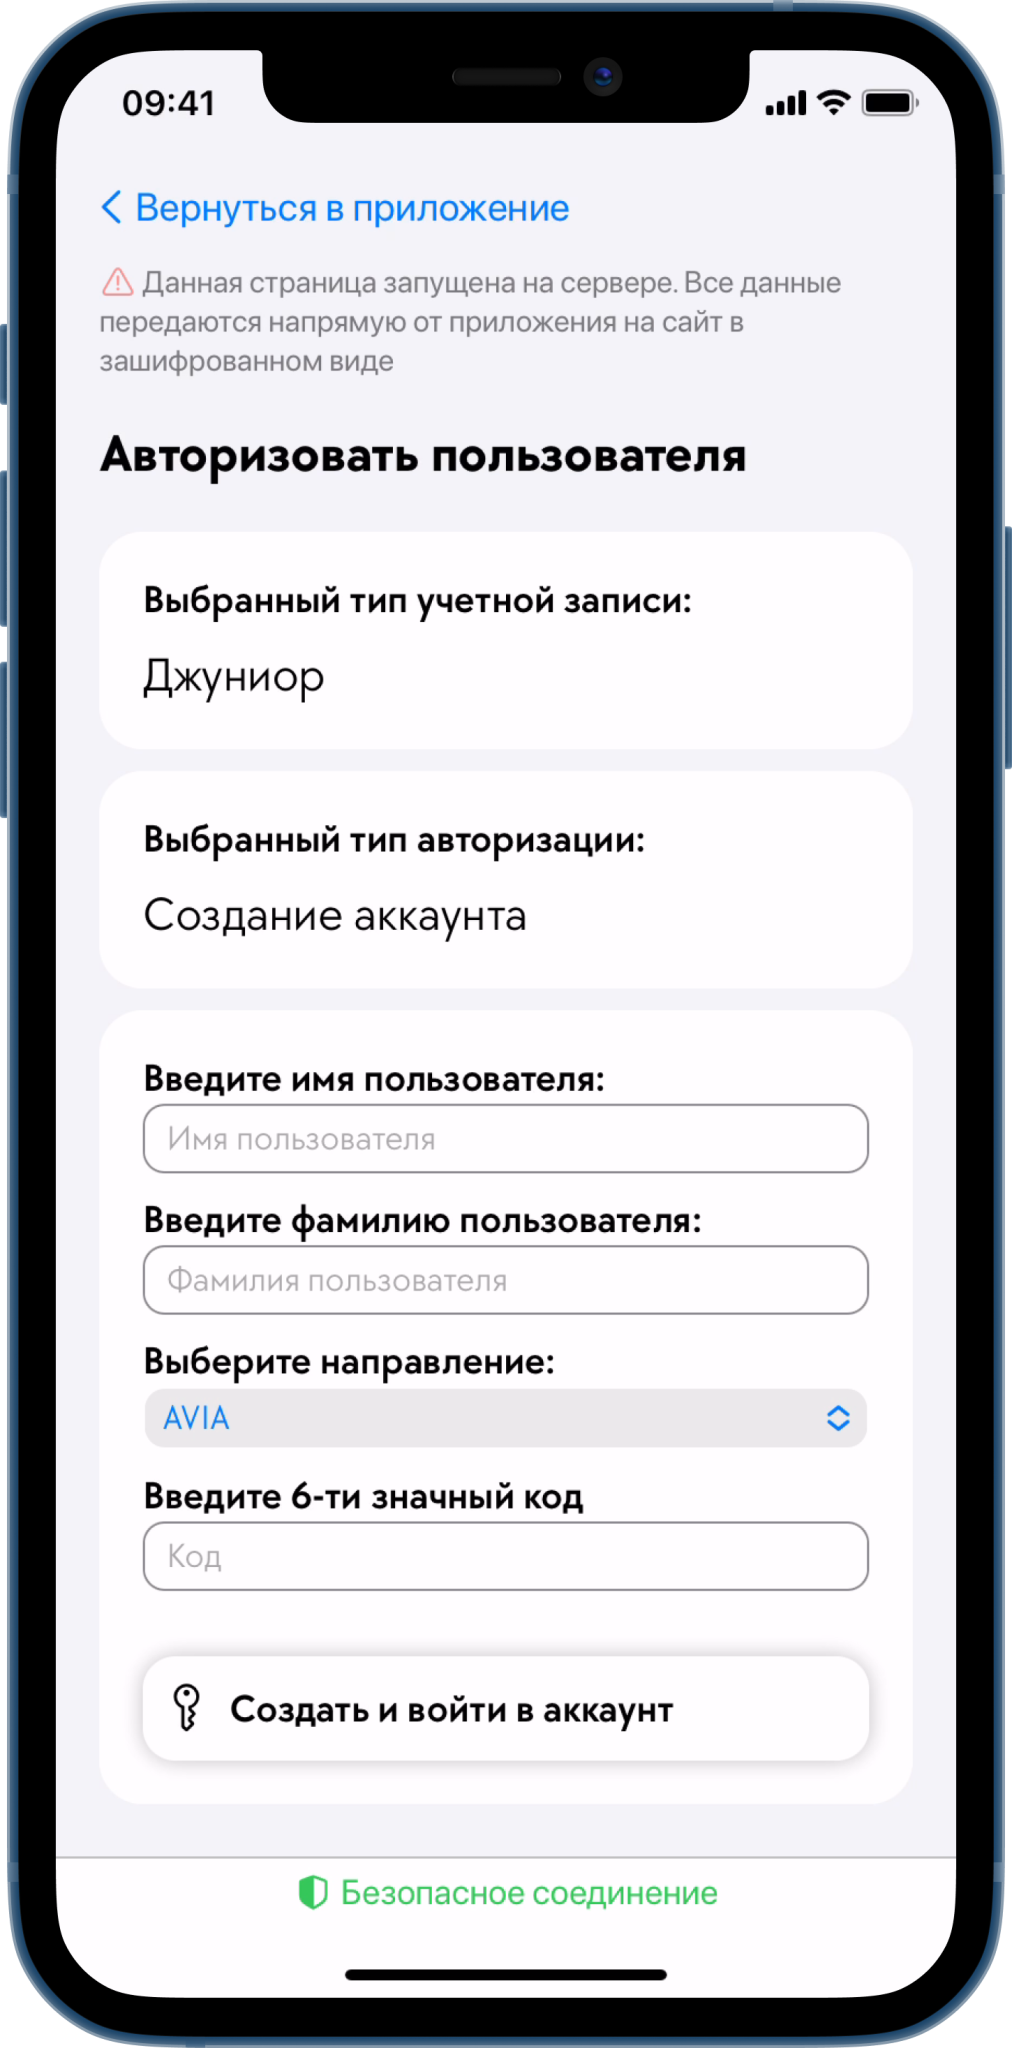 09:41
Вернуться в приложение
Данная страница запущена на сервере. Все данные
передаются напрямую от приложения на сайт в
зашифрованном виде
Авторизовать пользователя
Выбранный тип учетной записи:
Джуниор
Выбранный тип авторизации:
Создание аккаунта
Введите имя пользователя:
Имя пользователя
Введите фамилию пользователя:
Фамилия пользователя
Выберите направление:
AVIA
Введите 6-ти значный код
Код
Создать и войти в аккаунт
Безопасное соединение